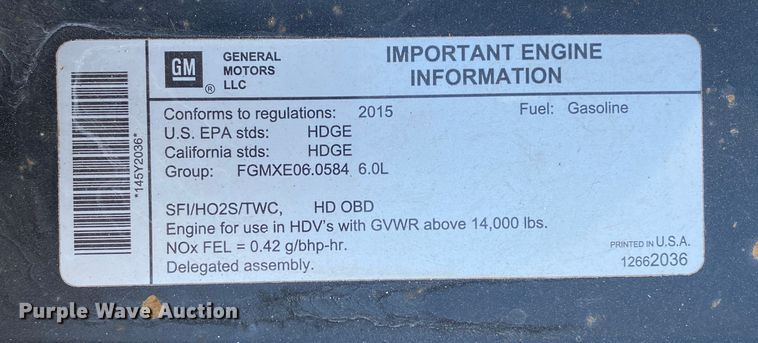 GM
®
GENERAL
MOTORS
LLC
IMPORTANT ENGINE
INFORMATION
*145Y2036*
Conforms to regulations: 2015 Fuel: Gasoline
U.S. EPA stds: HDGE
California stds: HDGE
Group: FGMXE06.0584 6.0L
SFI/HO2S/TWC, HD OBD
Engine for use in HDV's with GVWR above 14,000 lbs.
NOx FEL = 0.42 g/bhp-hr.
Delegated assembly.
PRINTED IN U.S.A.
12662036
Purple Wave Auction